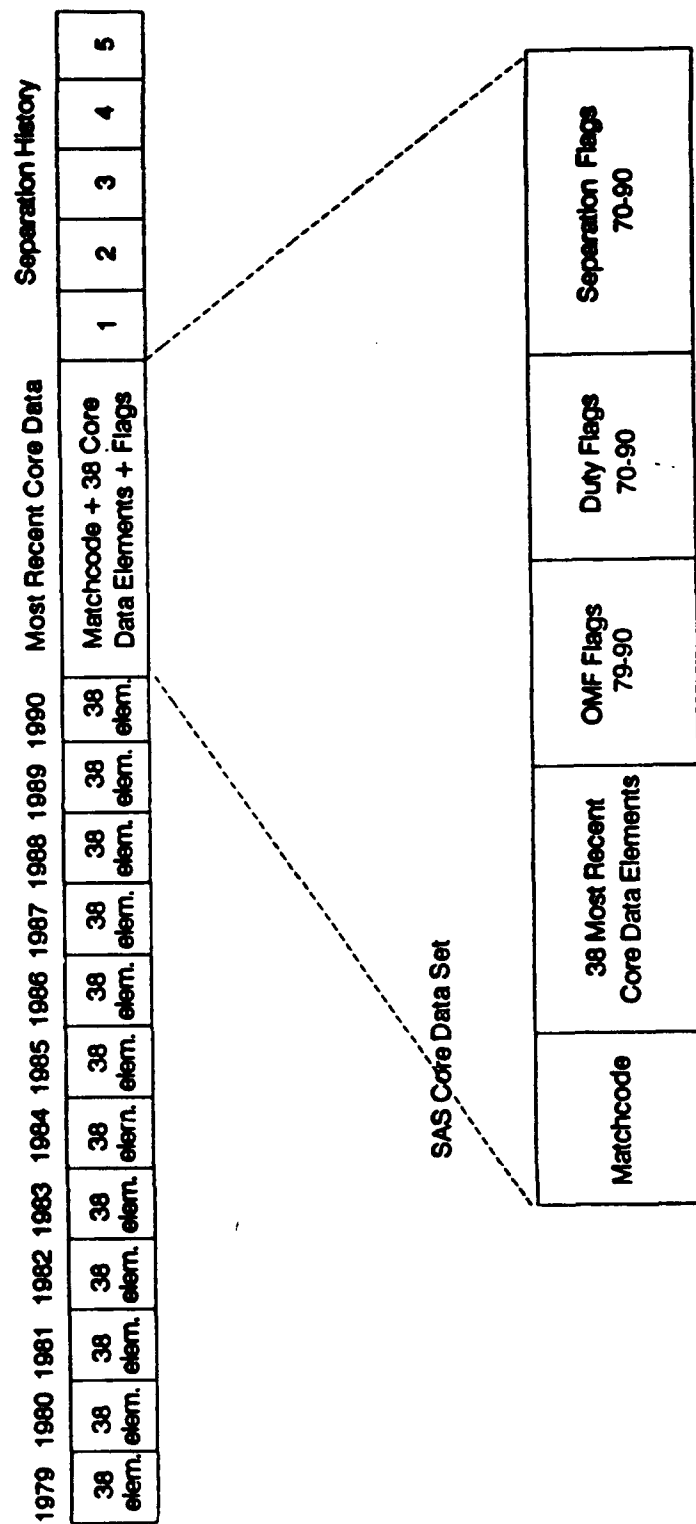 1979 1980 1981 1982 1983 1984 1985 1986 1987 1988 1989 1990 Most Recent Core Data Separation History
38 elem.
38 elem.
38 elem.
38 elem.
38 elem.
38 elem.
38 elem.
38 elem.
38 elem.
38 elem.
38 elem.
38 elem.
Matchcode + 38 Core
Data Elements + Flags
1 2 3 4 5
SAS Core Data Set
Matchcode
38 Most Recent
Core Data Elements
OMF Flags
79-90
Duty Flags
70-90
Separation Flags
70-90